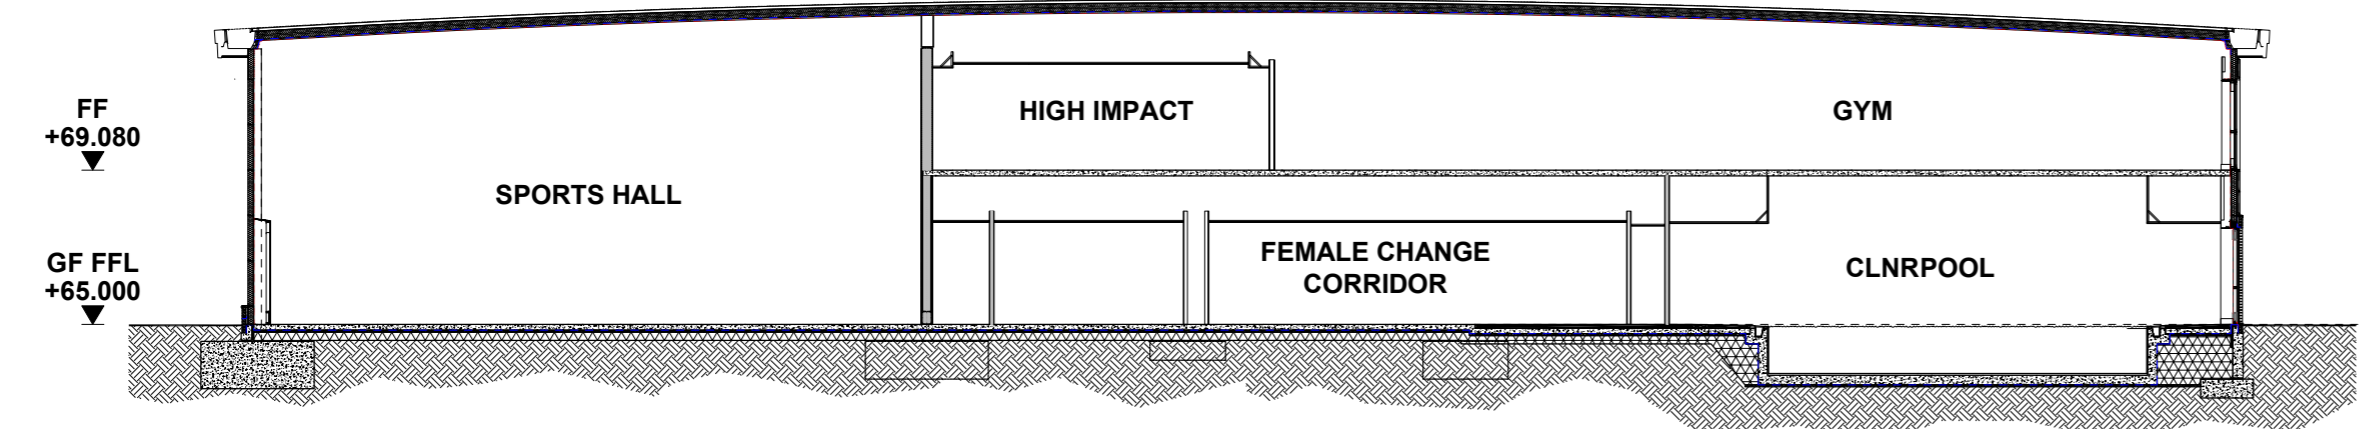 HIGH IMPACT
GYM
FF
+69.080
SPORTS HALL
GF FFL
+65.000
FEMALE CHANGE
CORRIDOR
CLNRPOOL